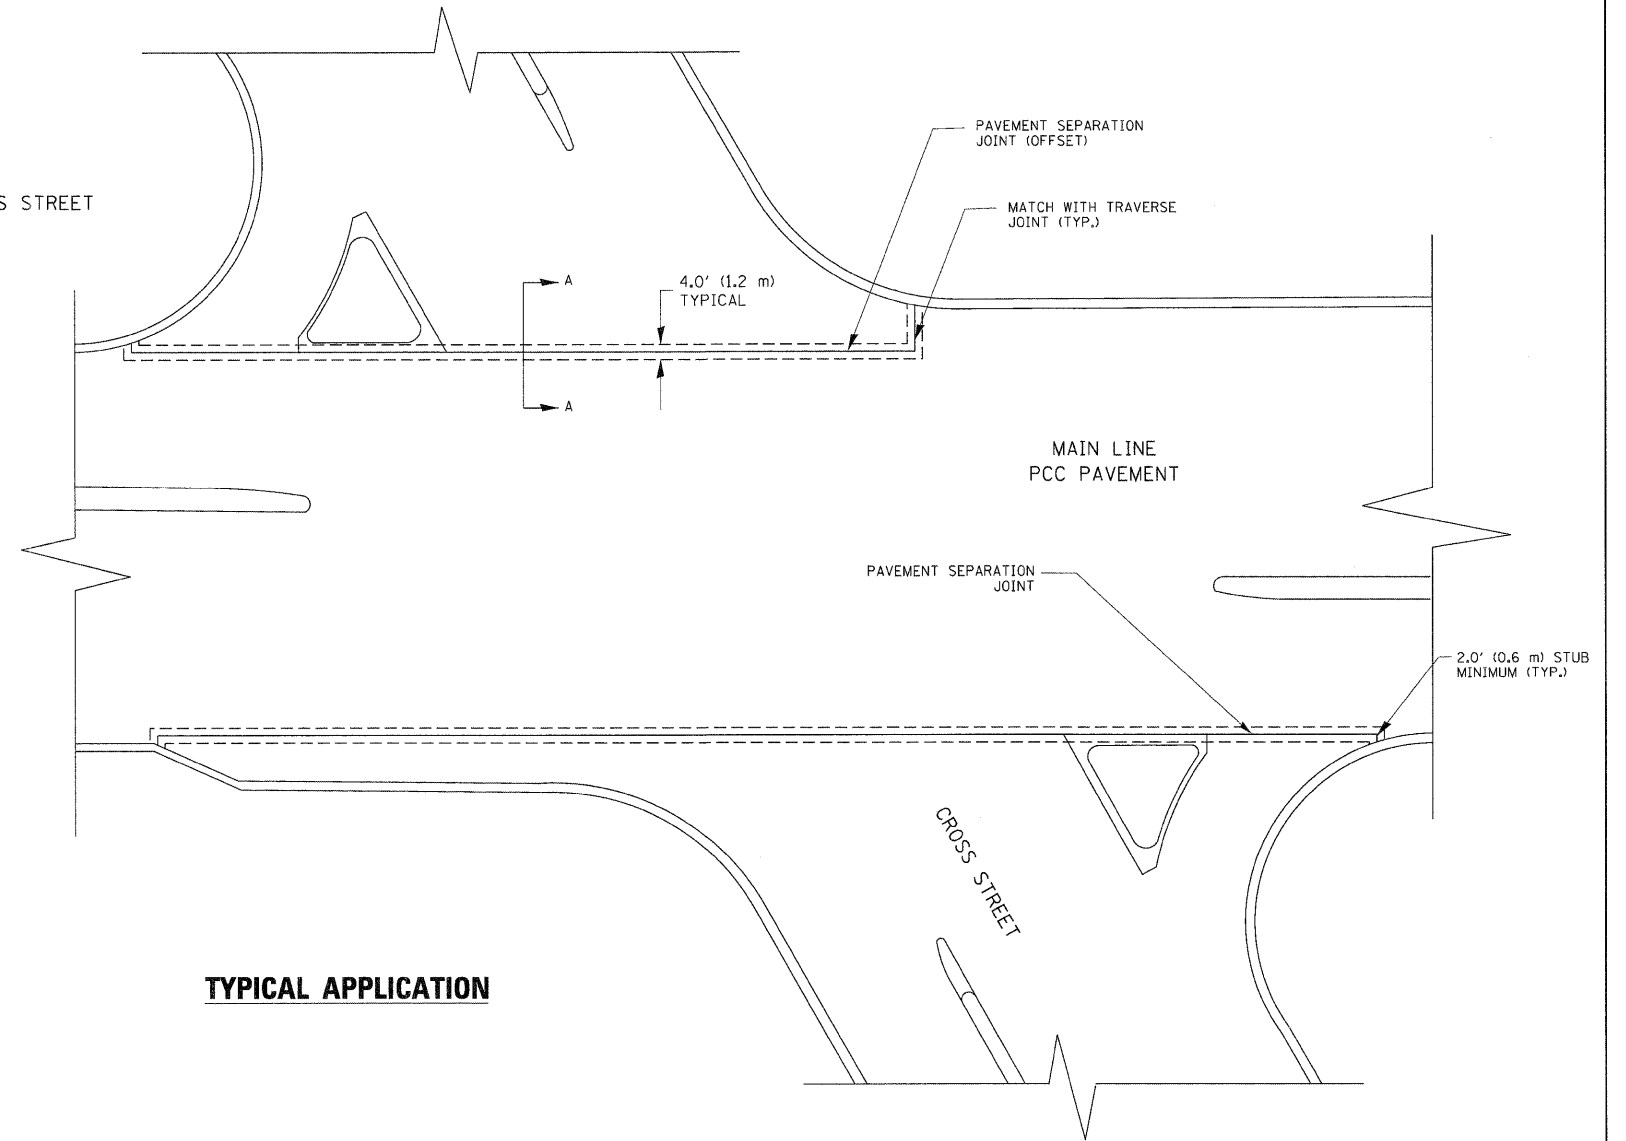 PAVEMENT SEPARATION
JOINT (OFFSET)
S STREET
MATCH WITH TRAVERSE
JOINT (TYP.)
A
4.0' (1.2 m)
TYPICAL
A
MAIN LINE
PCC PAVEMENT
PAVEMENT SEPARATION
JOINT
2.0' (0.6 m) STUB
MINIMUM (TYP.)
CROSS STREET
TYPICAL APPLICATION